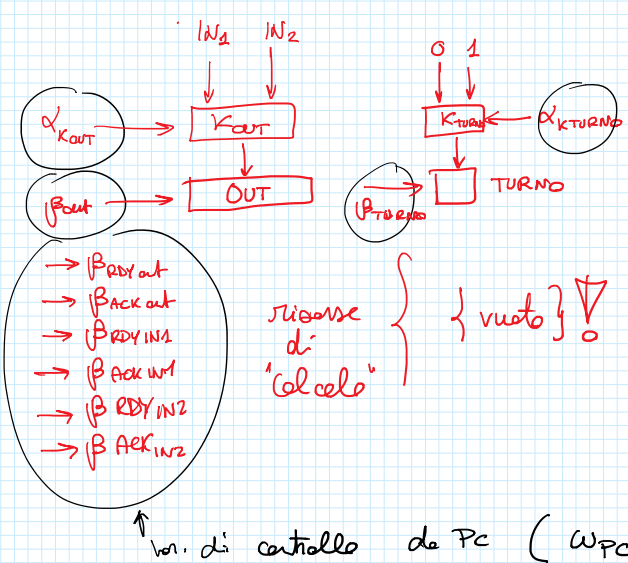 IN1 IN2
0 1
αKOUT KOUT KTURNO αKTURNO
βout OUT βTURNO TURNO
βRDYout
βACKout
βRDYIN1
βACKIN1
βRDYIN2
βACKIN2
risorse
di
"calcolo"
{ vuoto } !
var. di controllo da PC ( ωPC